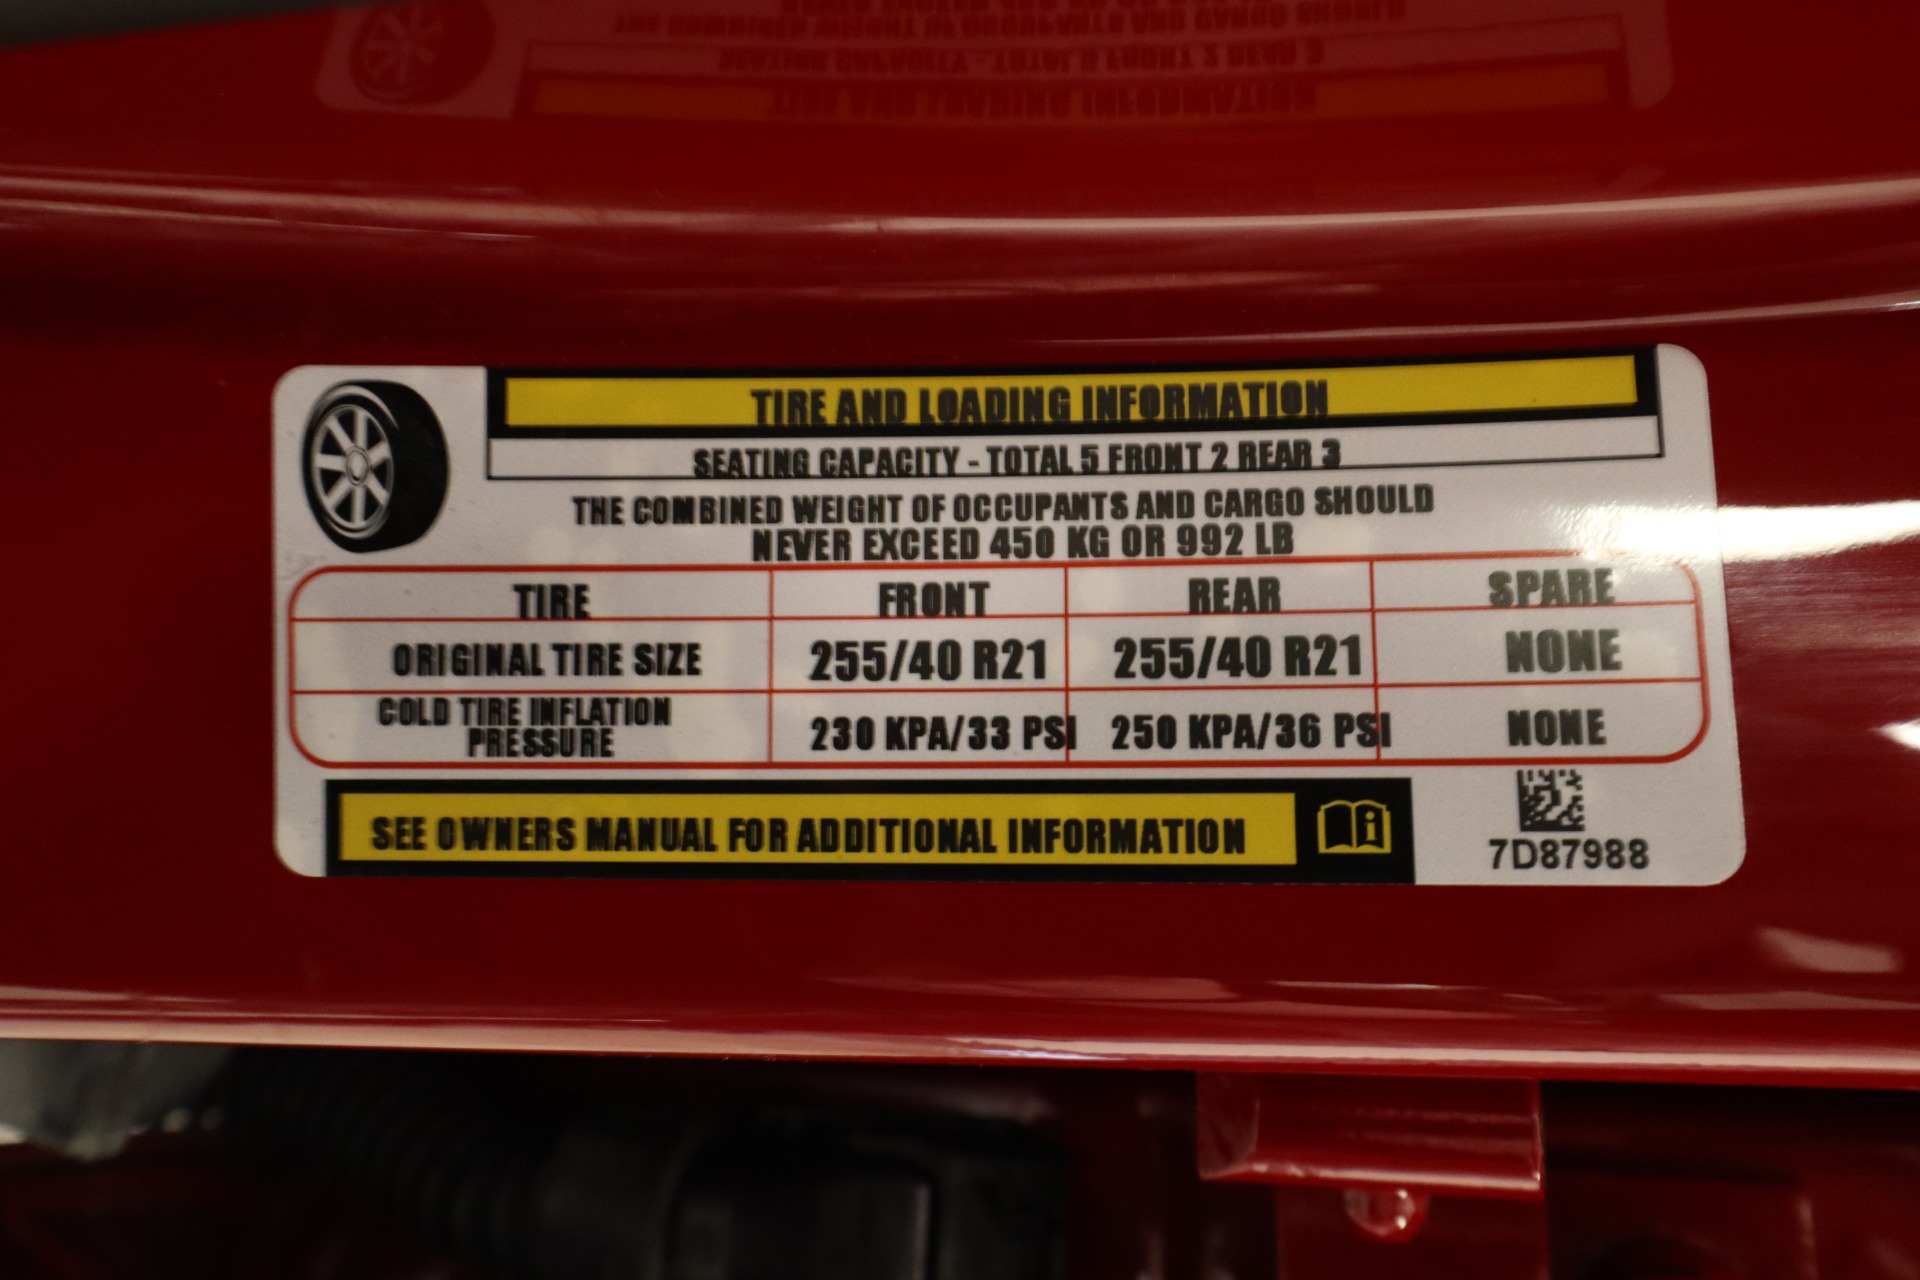 TIRE AND LOADING INFORMATION
SEATING CAPACITY - TOTAL 5 FRONT 2 REAR 3
THE COMBINED WEIGHT OF OCCUPANTS AND CARGO SHOULD
NEVER EXCEED 450 KG OR 992 LB
TIRE FRONT REAR SPARE
ORIGINAL TIRE SIZE 255/40 R21 255/40 R21 NONE
COLD TIRE INFLATION
PRESSURE 230 KPA/33 PSI 250 KPA/36 PSI NONE
SEE OWNERS MANUAL FOR ADDITIONAL INFORMATION
7D87988